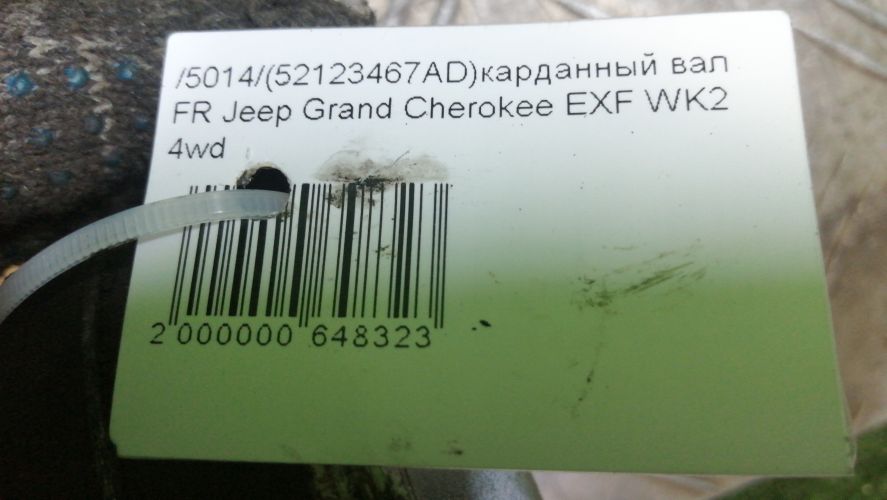 /5014/(52123467AD)карданный вал
FR Jeep Grand Cherokee EXF WK2
4wd
2 000000 648323